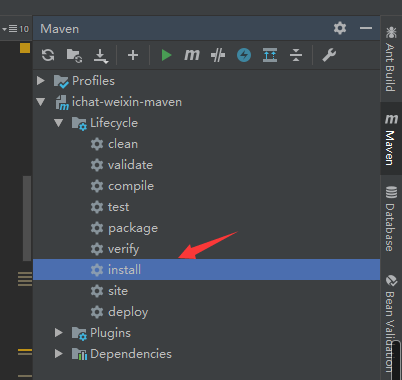 10
Maven
Profiles
ichat-weixin-maven
Lifecycle
clean
validate
compile
test
package
verify
install
site
deploy
Plugins
Dependencies
Ant Build
m Maven
Database
Bean Validation